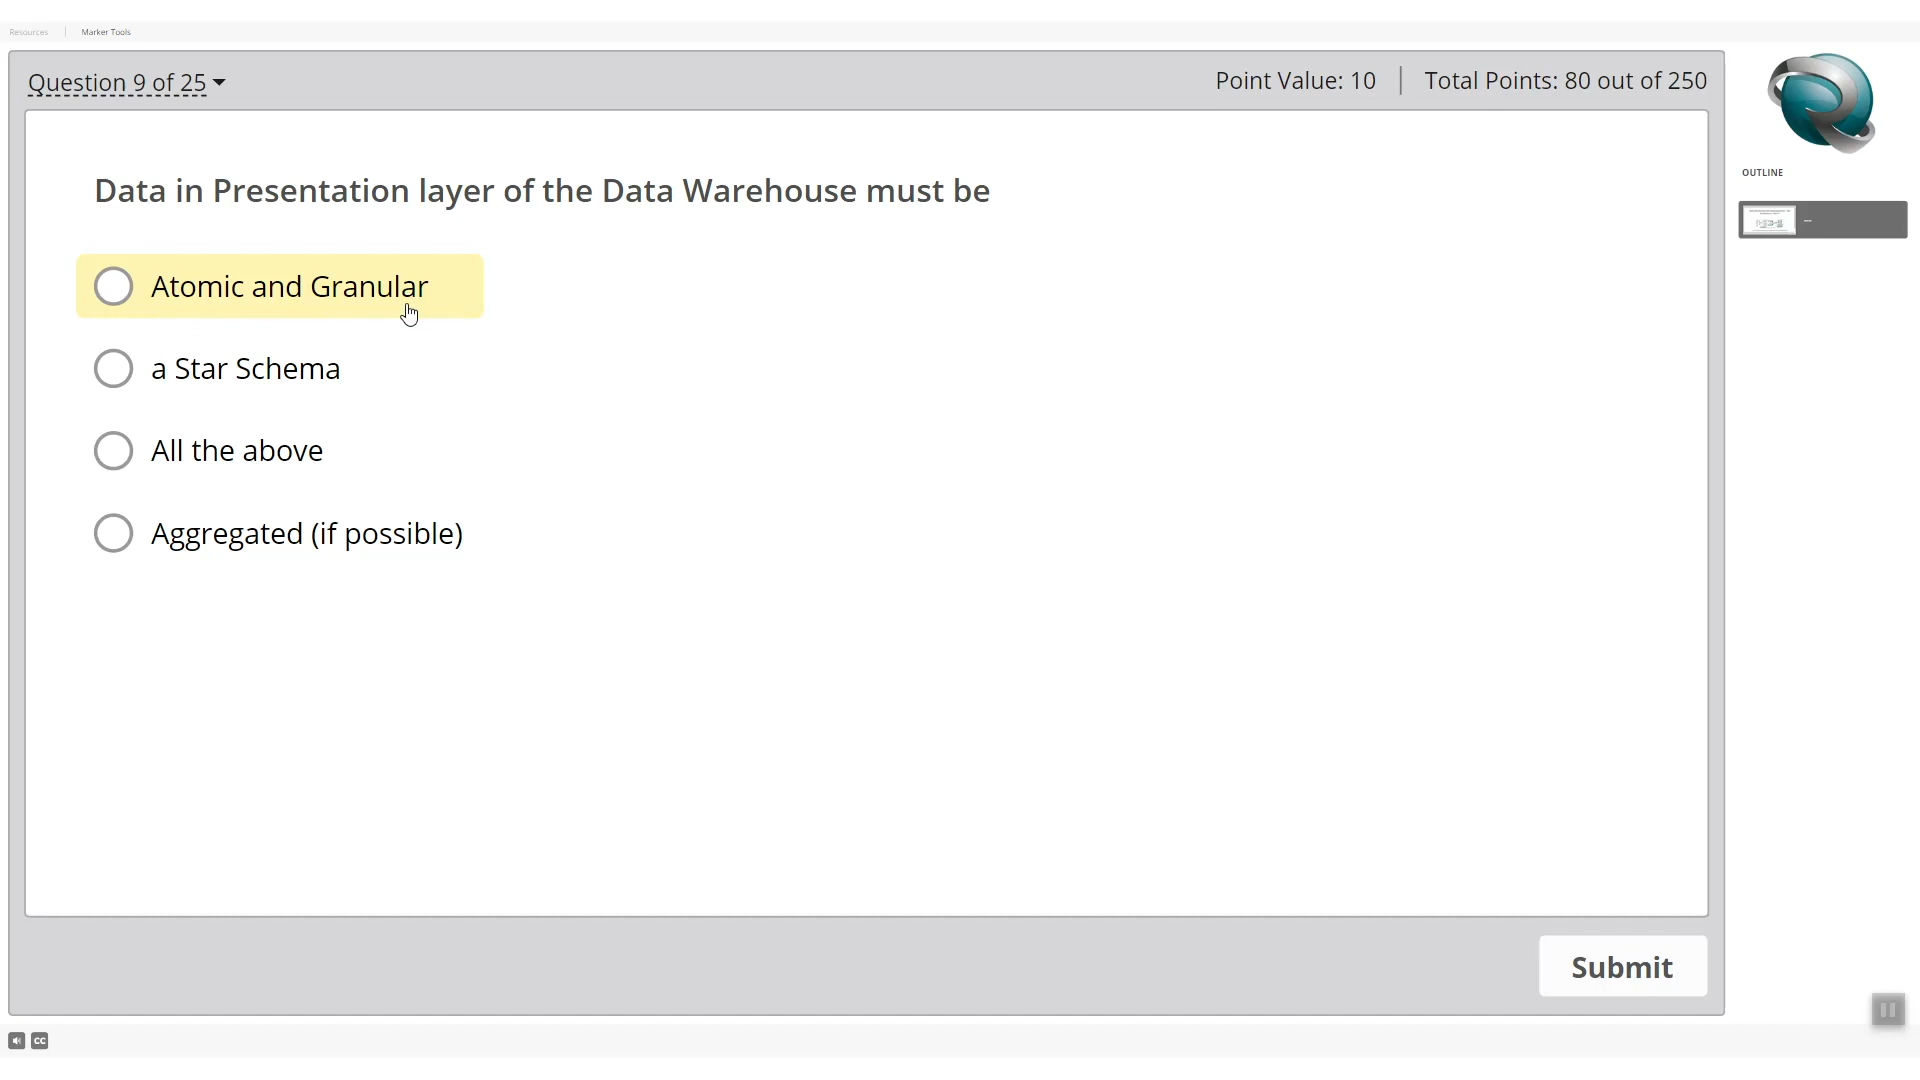 Resources
Marker Tools
Question 9 of 25
Point Value: 10
Total Points: 80 out of 250
OUTLINE
Data in Presentation layer of the Data Warehouse must be
Atomic and Granular
a Star Schema
All the above
Aggregated (if possible)
Submit
CC